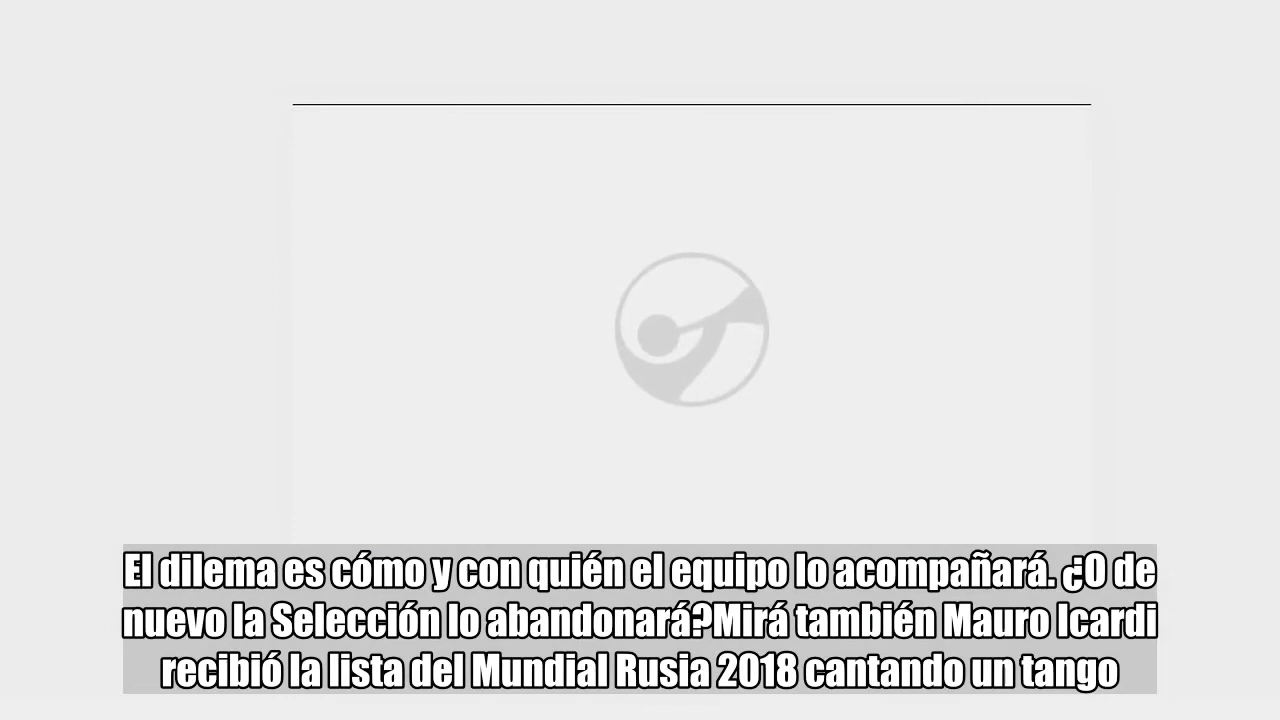 El dilema es cómo y con quién el equipo lo acompañará. ¿O de
nuevo la Selección lo abandonará?Mirá también Mauro Icardi
recibió la lista del Mundial Rusia 2018 cantando un tango